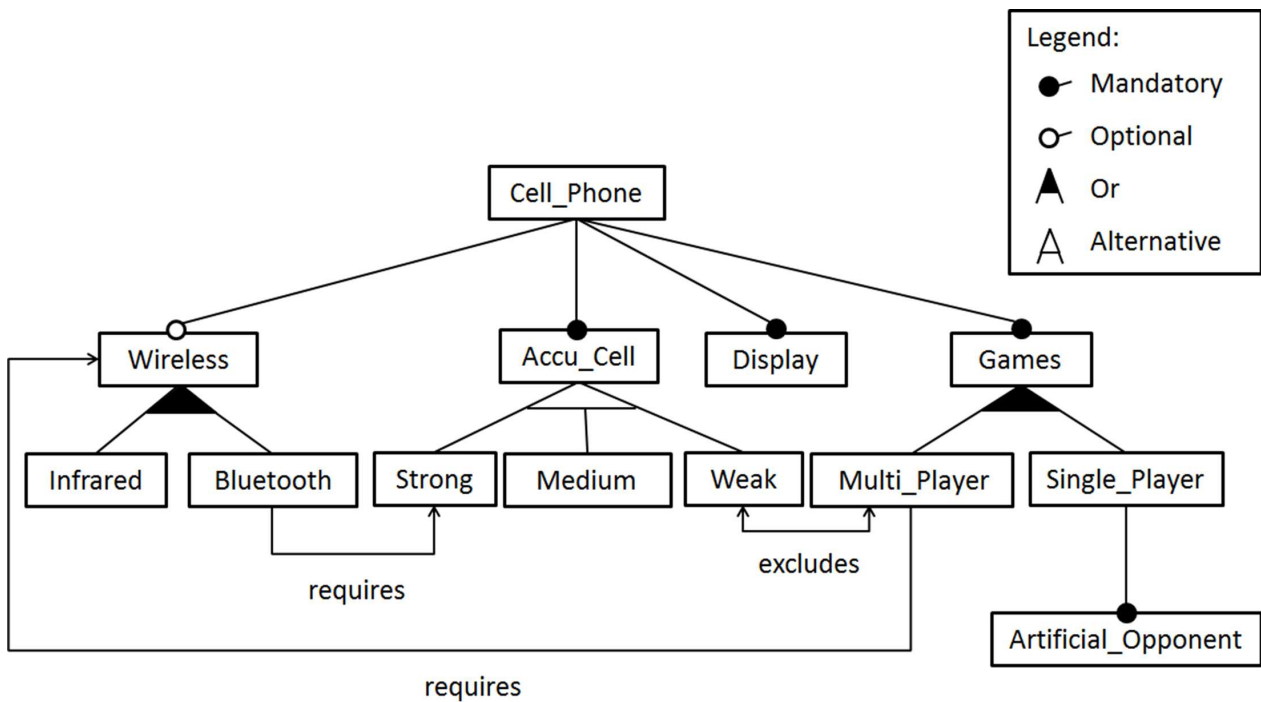 Legend:
Mandatory
Optional
Or
Alternative
Cell_Phone
Wireless
Accu_Cell
Display
Games
Infrared
Bluetooth
Strong
Medium
Weak
Multi_Player
Single_Player
excludes
requires
Artificial_Opponent
requires